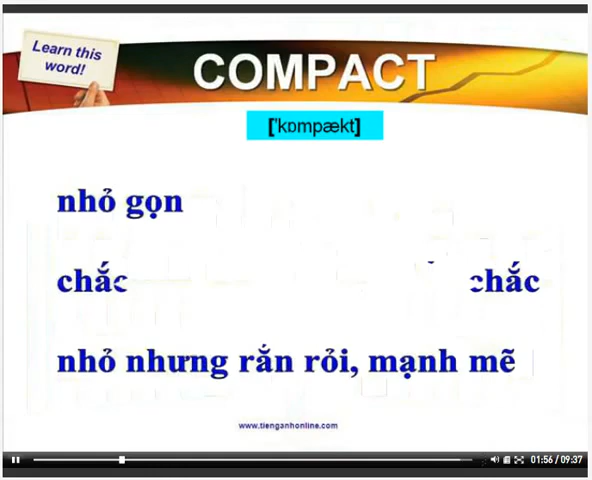 Learn this
word!
COMPACT
['kɒmpækt]
nhỏ gọn
chắc chắc
nhỏ nhưng rắn rỏi, mạnh mẽ
www.tienganhonline.com
01:56 / 09:37